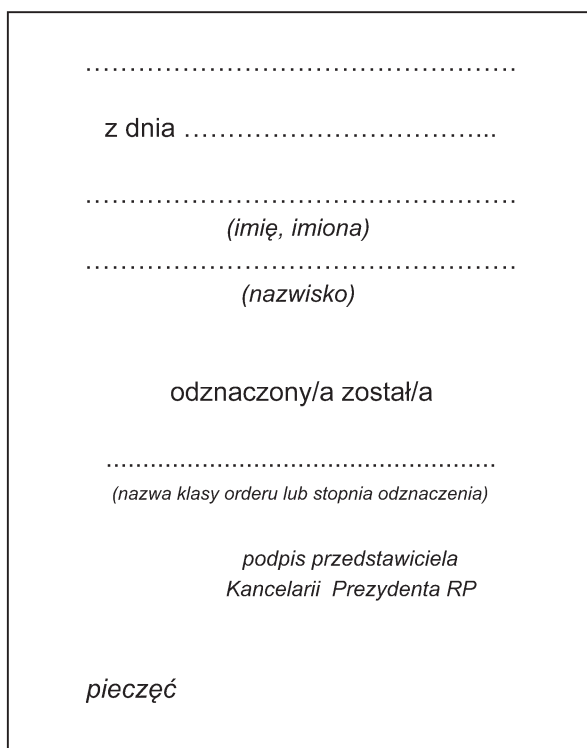 ……………………………………………
z dnia ……………………………...
……………………………………………
(imię, imiona)
……………………………………………
(nazwisko)
odznaczony/a został/a
……………………………………………
(nazwa klasy orderu lub stopnia odznaczenia)
podpis przedstawiciela
Kancelarii Prezydenta RP
pieczęć